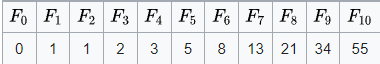 F₀ F₁ F₂ F₃ F₄ F₅ F₆ F₇ F₈ F₉ F₁₀
0 1 1 2 3 5 8 13 21 34 55